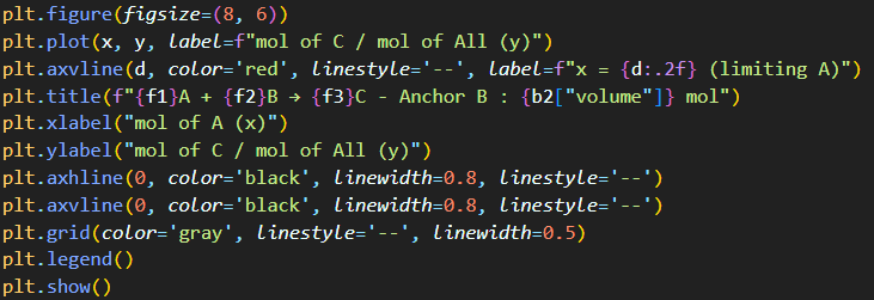 plt.figure(figsize=(8, 6))
plt.plot(x, y, label=f"mol of C / mol of All (y)")
plt.axvline(d, color='red', linestyle='--', label=f"x = {d:.2f} (limiting A)")
plt.title(f"{f1}A + {f2}B → {f3}C - Anchor B : {b2["volume"]} mol")
plt.xlabel("mol of A (x)")
plt.ylabel("mol of C / mol of All (y)")
plt.axhline(0, color='black', linewidth=0.8, linestyle='--')
plt.axvline(0, color='black', linewidth=0.8, linestyle='--')
plt.grid(color='gray', linestyle='--', linewidth=0.5)
plt.legend()
plt.show()